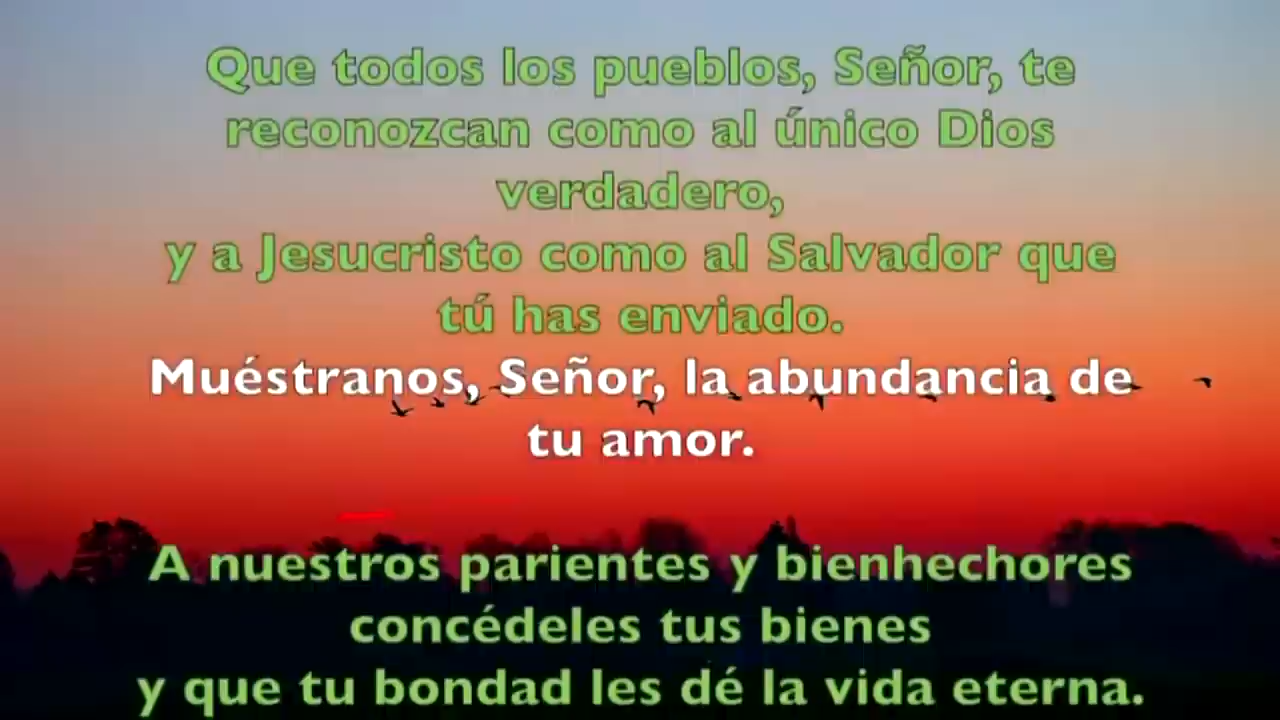 Que todos los pueblos, Señor, te
reconozcan como al único Dios
verdadero,
y a Jesucristo como al Salvador que
tú has enviado.
Muéstranos, Señor, la abundancia de
tu amor.
A nuestros parientes y bienhechores
concédeles tus bienes
y que tu bondad les dé la vida eterna.